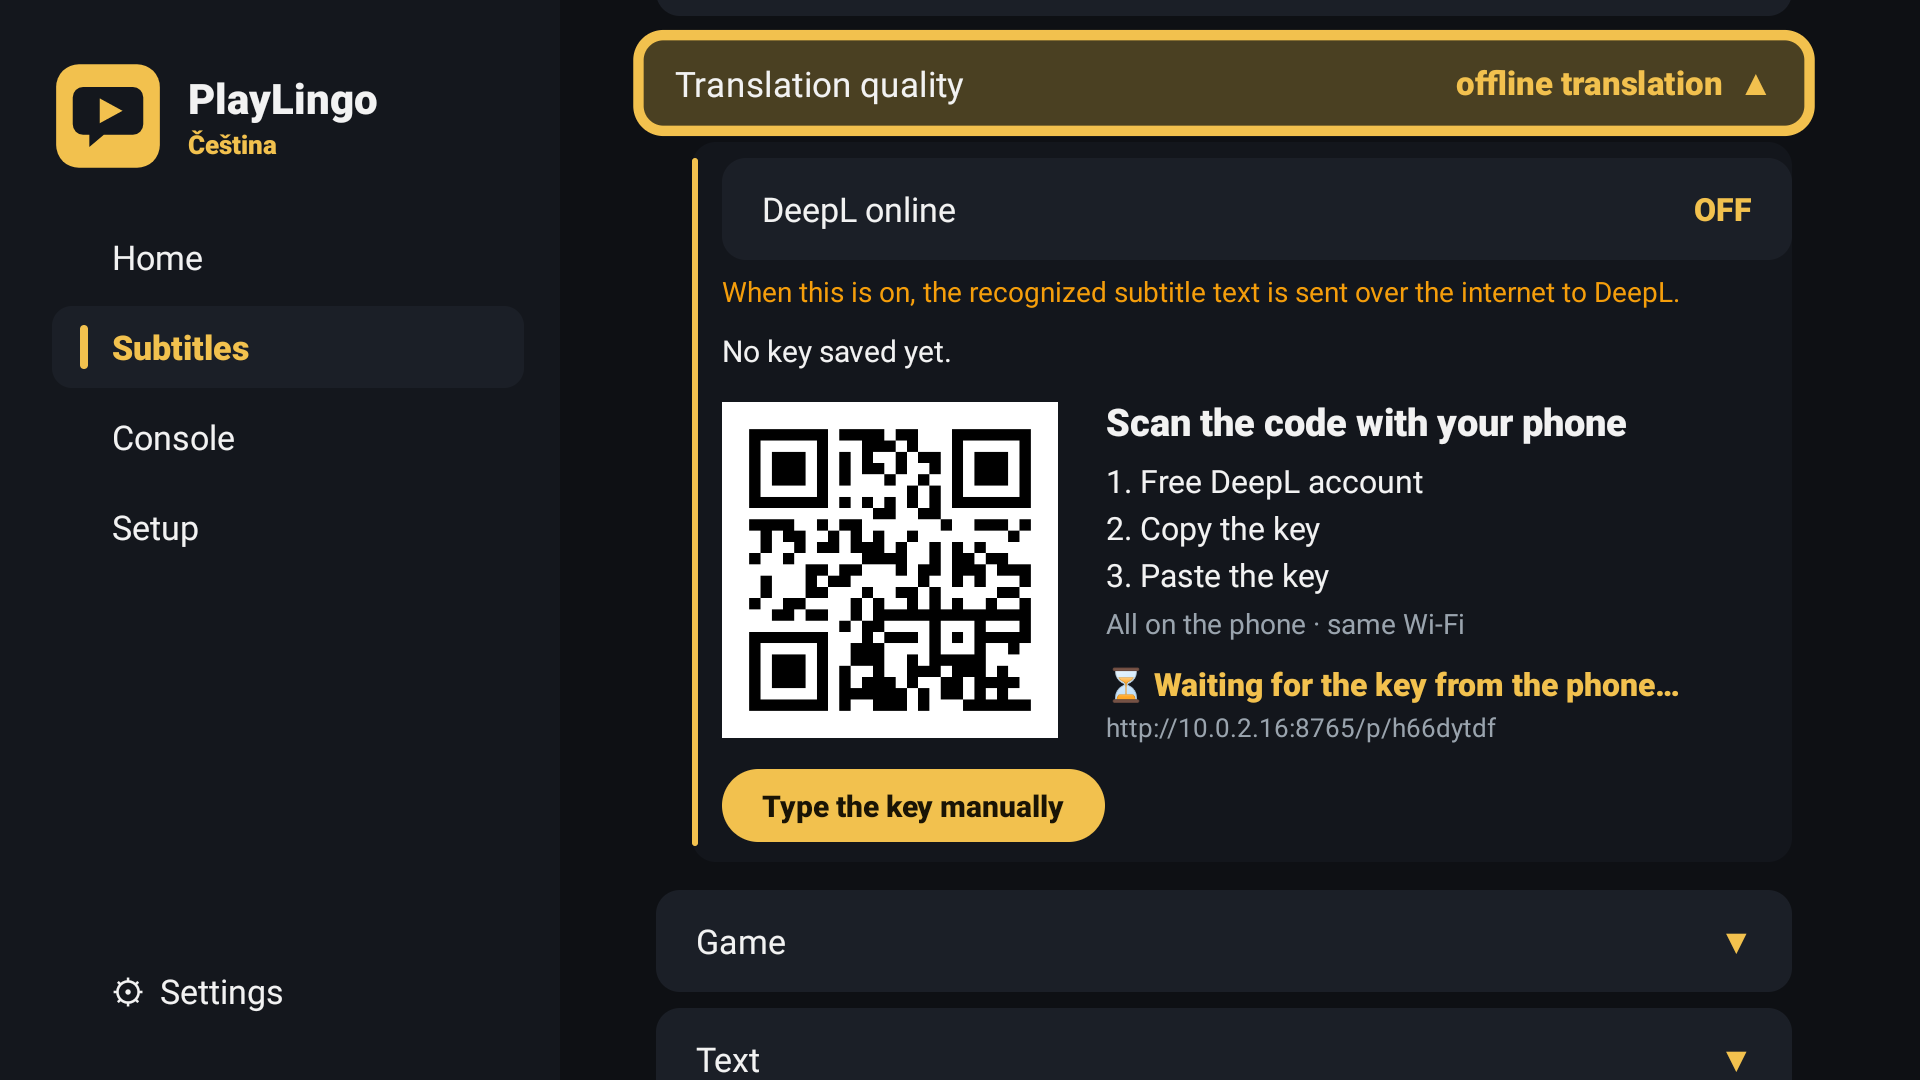 PlayLingo
Čeština
Home
Subtitles
Console
Setup
Settings
Translation quality
offline translation ▲
DeepL online
OFF
When this is on, the recognized subtitle text is sent over the internet to DeepL.
No key saved yet.
Scan the code with your phone
1. Free DeepL account
2. Copy the key
3. Paste the key
All on the phone · same Wi-Fi
⏳ Waiting for the key from the phone…
http://10.0.2.16:8765/p/h66dytdf
Type the key manually
Game ▼
Text ▼